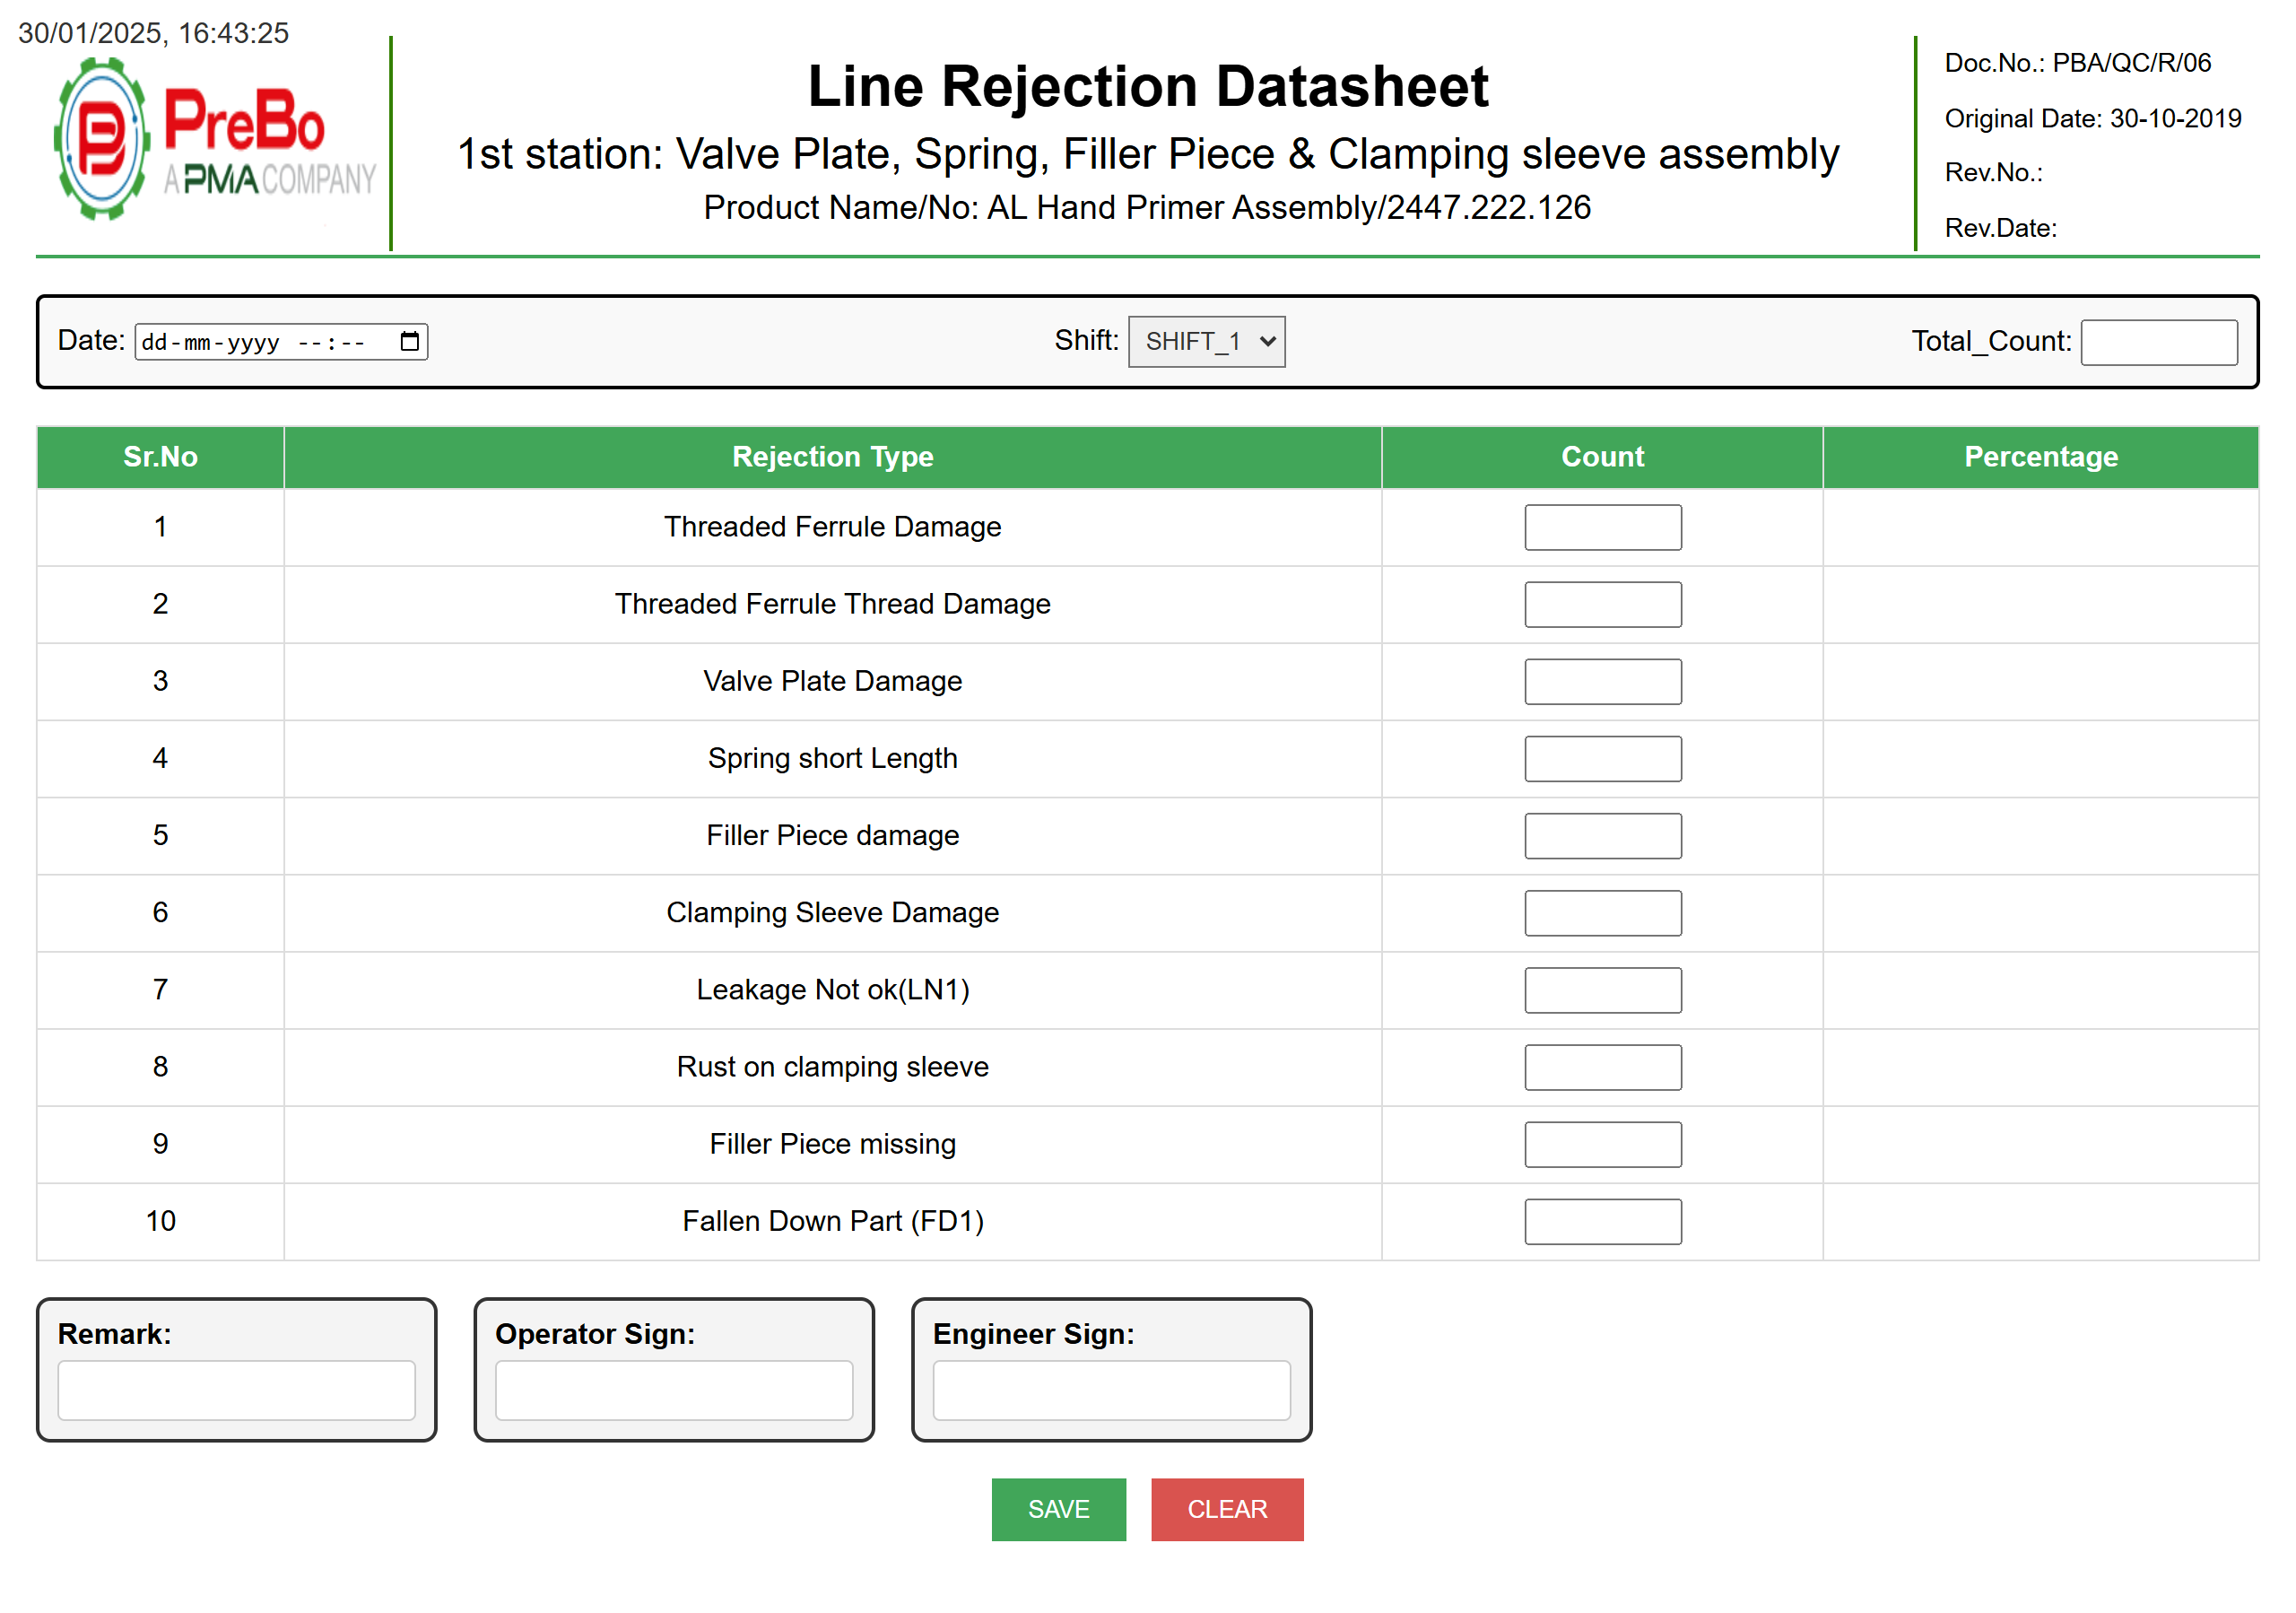 30/01/2025, 16:43:25
PreBo
A PMA COMPANY
Line Rejection Datasheet
1st station: Valve Plate, Spring, Filler Piece & Clamping sleeve assembly
Product Name/No: AL Hand Primer Assembly/2447.222.126
Doc.No.: PBA/QC/R/06
Original Date: 30-10-2019
Rev.No.:
Rev.Date:
Date: dd-mm-yyyy --:-- Shift: SHIFT_1 Total_Count:
Sr.No Rejection Type Count Percentage
1 Threaded Ferrule Damage
2 Threaded Ferrule Thread Damage
3 Valve Plate Damage
4 Spring short Length
5 Filler Piece damage
6 Clamping Sleeve Damage
7 Leakage Not ok(LN1)
8 Rust on clamping sleeve
9 Filler Piece missing
10 Fallen Down Part (FD1)
Remark: Operator Sign: Engineer Sign:
SAVE CLEAR